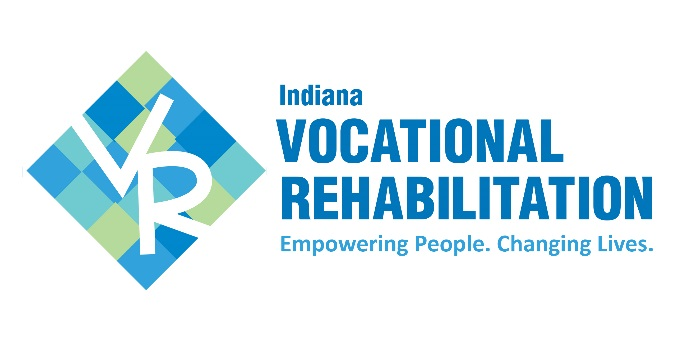 VR
Indiana
VOCATIONAL
REHABILITATION
Empowering People. Changing Lives.